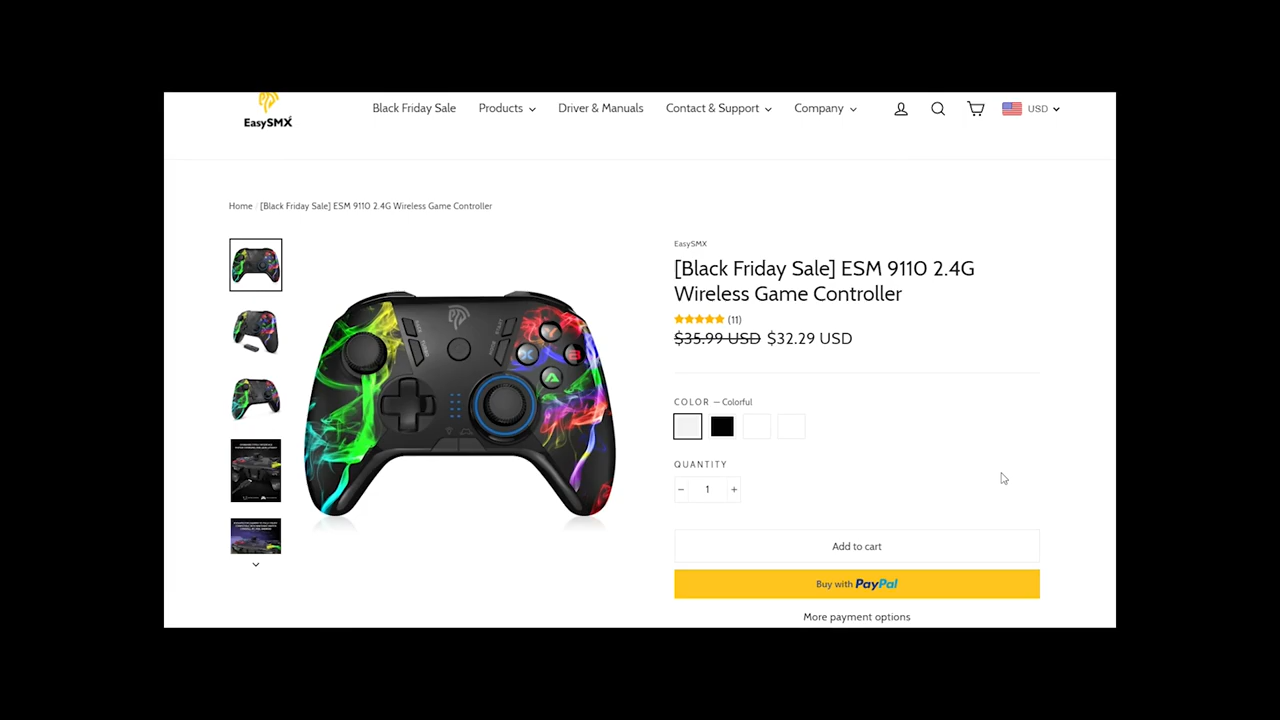 EasySMX
Black Friday Sale
Products
Driver & Manuals
Contact & Support
Company
USD
Home / [Black Friday Sale] ESM 9110 2.4G Wireless Game Controller
EasySMX
[Black Friday Sale] ESM 9110 2.4G
Wireless Game Controller
(11)
$35.99 USD $32.29 USD
COLOR — Colorful
QUANTITY
− 1 +
Add to cart
Buy with PayPal
More payment options
Y
X
B
A